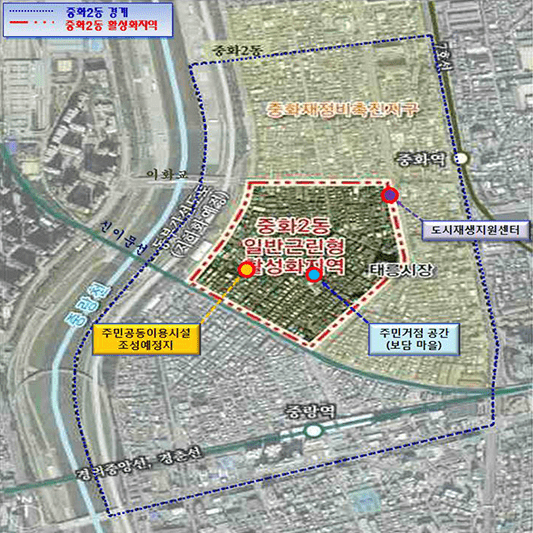 중화2동 경계
중화2동 활성화지역
중화2동
7호선
중화재정비촉진지구
중화역
이화교
동부간선도로
(지하화 예정)
신이문로
중화2동
일반근린형
활성화지역
도시재생지원센터
태릉시장
중랑천
주민공동이용시설
조성예정지
주민거점 공간
(보담 마을)
중랑역
경의중앙선, 경춘선